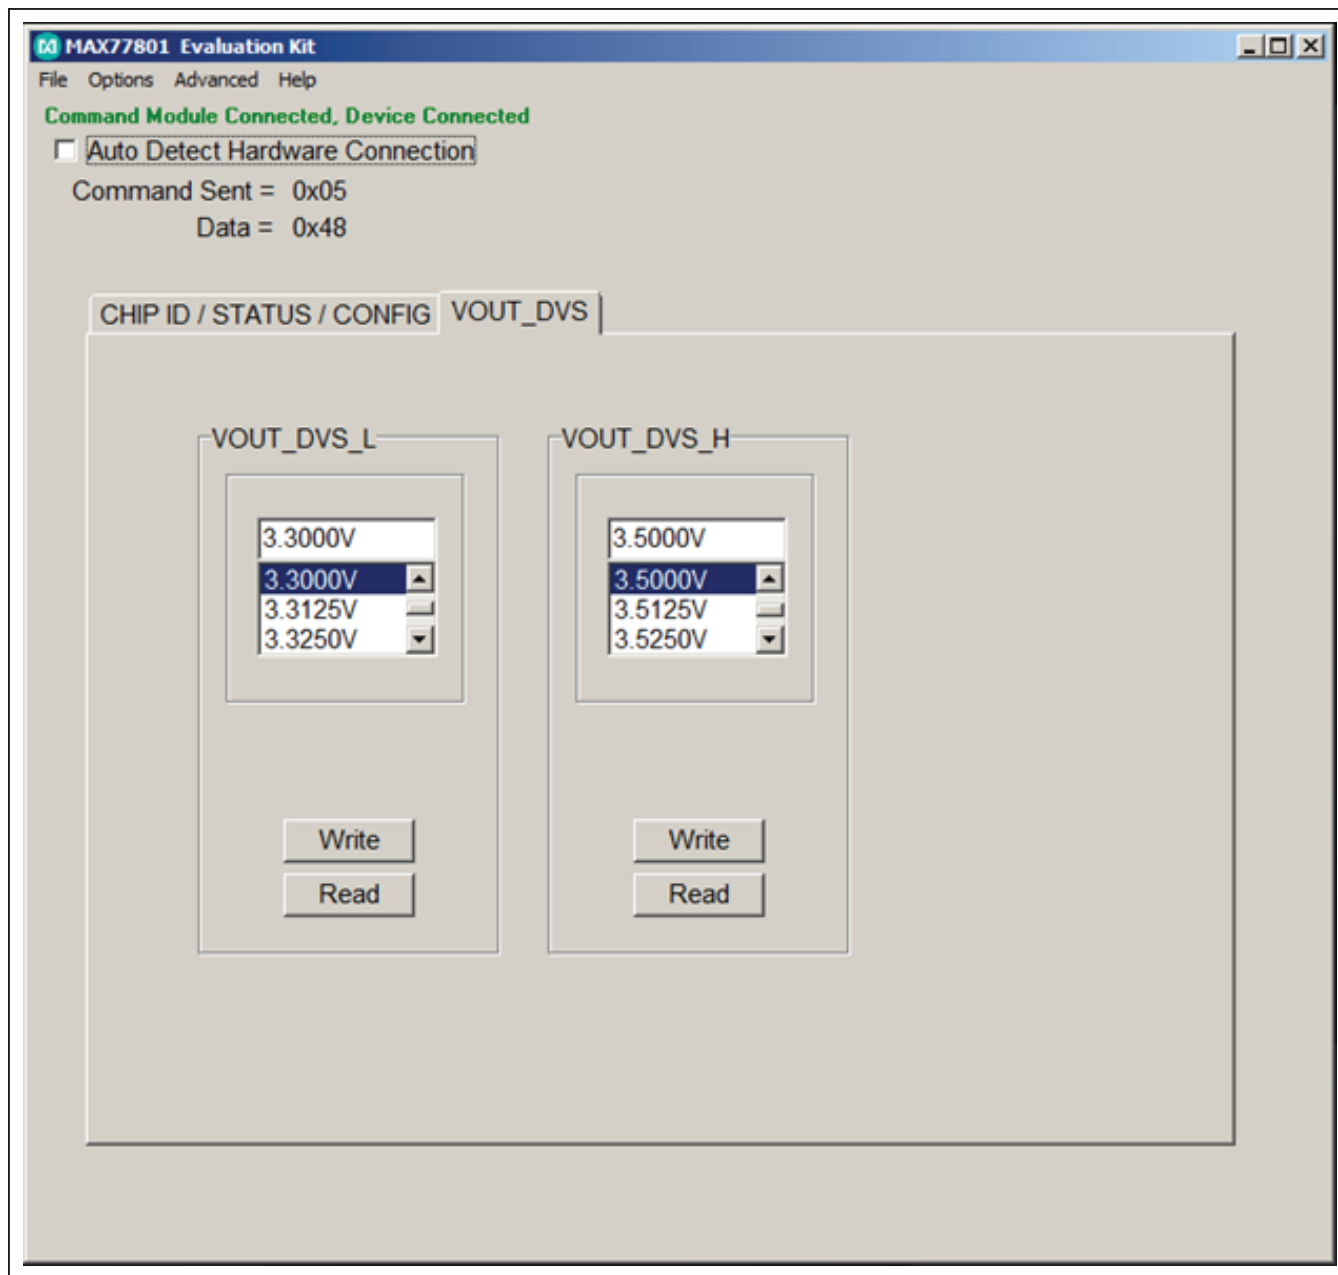 MAX77801 Evaluation Kit
File Options Advanced Help
Command Module Connected, Device Connected
Auto Detect Hardware Connection
Command Sent = 0x05
Data = 0x48
CHIP ID / STATUS / CONFIG VOUT_DVS
VOUT_DVS_L
3.3000V
3.3000V
3.3125V
3.3250V
Write
Read
VOUT_DVS_H
3.5000V
3.5000V
3.5125V
3.5250V
Write
Read